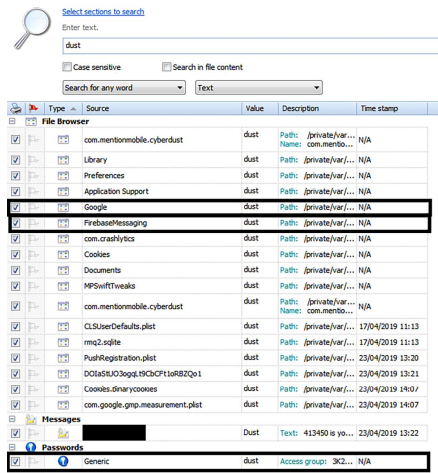 Select sections to search
Enter text.
dust
Case sensitive Search in file content
Search for any word Text
Type Source Value Description Time stamp
File Browser
com.mentionmobile.cyberdust dust Path: /private/var... Name: com.mentio... N/A
Library dust Path: /private/var/... N/A
Preferences dust Path: /private/var/... N/A
Application Support dust Path: /private/var/... N/A
Google dust Path: /private/var/... N/A
FirebaseMessaging dust Path: /private/var/... N/A
com.crashlytics dust Path: /private/var/... N/A
Cookies dust Path: /private/var/... N/A
Documents dust Path: /private/var/... N/A
MPSwiftTweaks dust Path: /private/var/... N/A
com.mentionmobile.cyberdust dust Path: /private/var... Name: com.mentio... N/A
CLSUserDefaults.plist dust Path: /private/var/... 17/04/2019 11:13
rmq2.sqlite dust Path: /private/var/... 17/04/2019 11:13
PushRegistration.plist dust Path: /private/var/... 23/04/2019 13:20
dust Path: /private/var/... 23/04/2019 13:21
Cookies.binarycookies dust Path: /private/var/... 23/04/2019 14:07
com.google.gmp.measurement.plist dust Path: /private/var/... 23/04/2019 14:07
Messages
Dust Text: 413450 is yo... 23/04/2019 13:22
Passwords
Generic dust Access group: 3K2... N/A